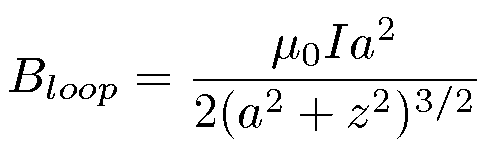 B_{loop} = \frac{\mu_0 I a^2}{2(a^2 + z^2)^{3/2}}